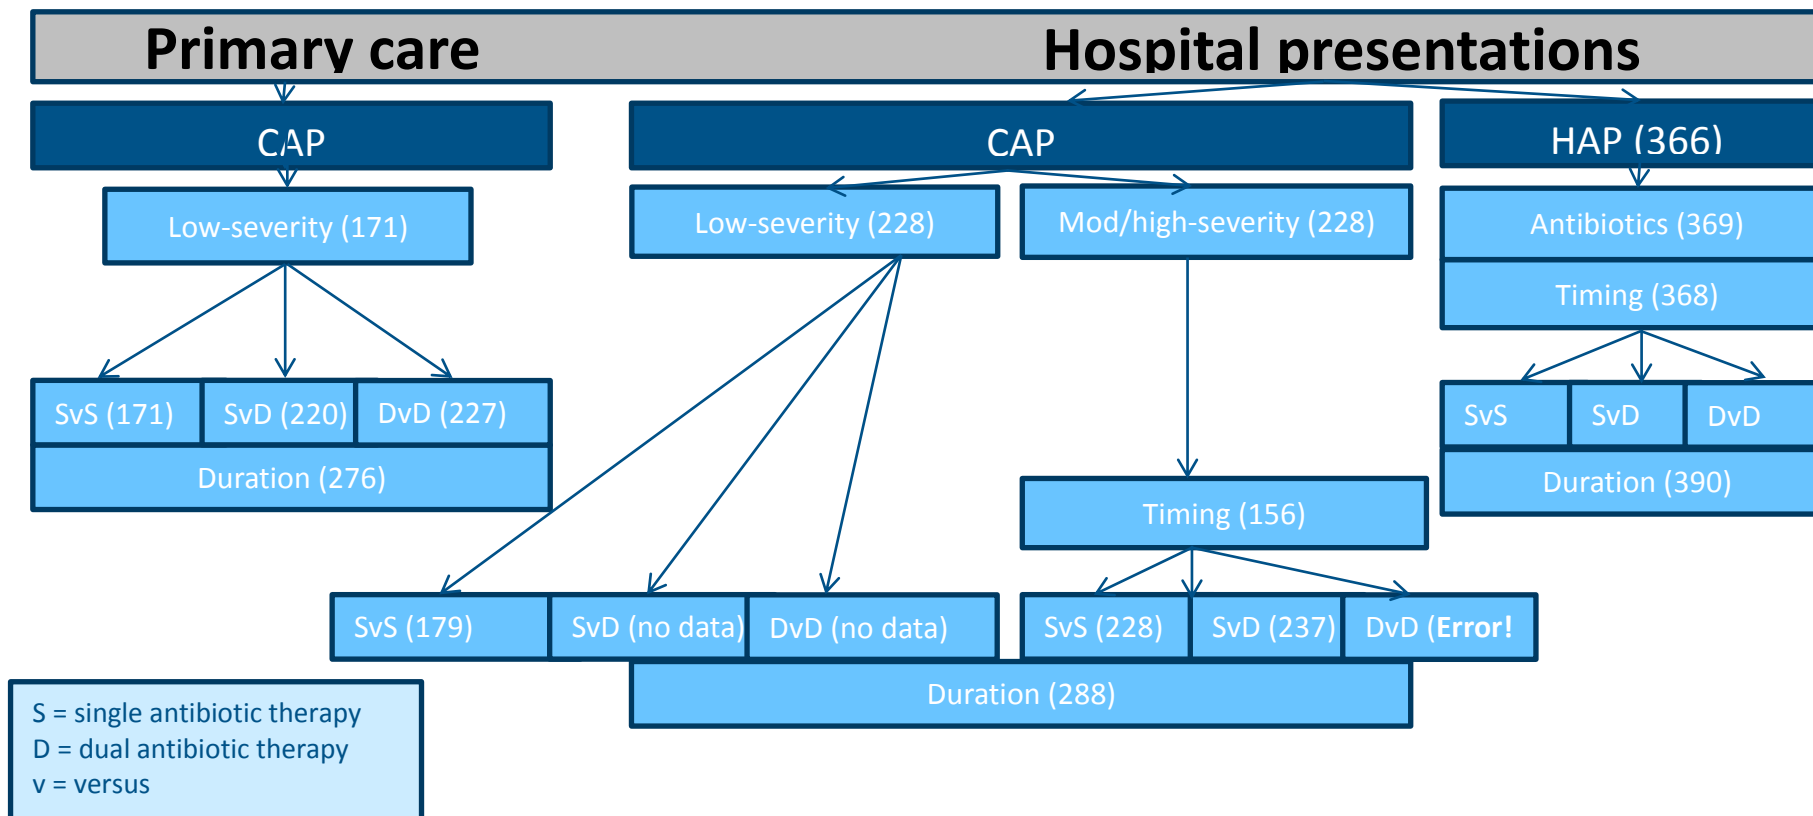 Primary care
Hospital presentations
CAP
CAP
HAP (366)
Low-severity (171)
Low-severity (228)
Mod/high-severity (228)
Antibiotics (369)
Timing (368)
SvS (171)
SvD (220)
DvD (227)
Duration (276)
SvS
SvD
DvD
Duration (390)
Timing (156)
SvS (179)
SvD (no data)
DvD (no data)
SvS (228)
SvD (237)
DvD (Error!
Duration (288)
S = single antibiotic therapy
D = dual antibiotic therapy
v = versus